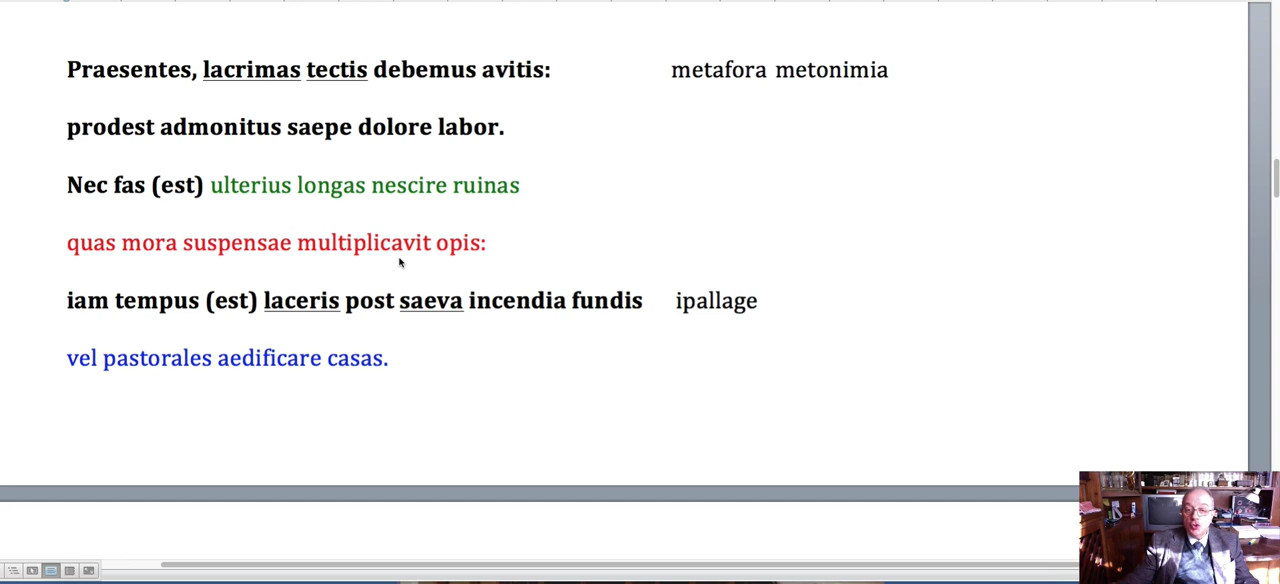 Praesentes, lacrimas tectis debemus avitis: metafora metonimia
prodest admonitus saepe dolore labor.
Nec fas (est) ulterius longas nescire ruinas
quas mora suspensae multiplicavit opis:
iam tempus (est) laceris post saeva incendia fundis ipallage
vel pastorales aedificare casas.